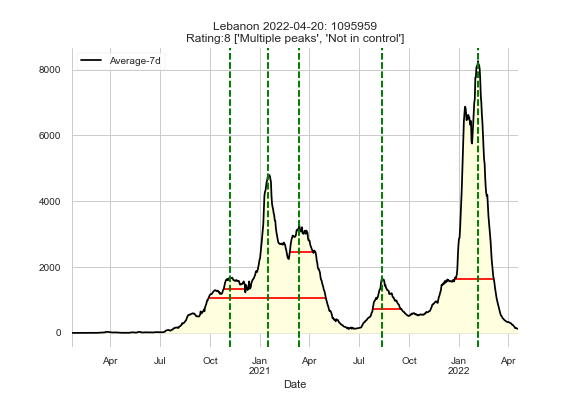 Lebanon 2022-04-20: 1095959
Rating:8 ['Multiple peaks', 'Not in control']
Average-7d
8000
6000
4000
2000
0
Apr Jul Oct Jan Apr Jul Oct Jan Apr
2021 2022
Date